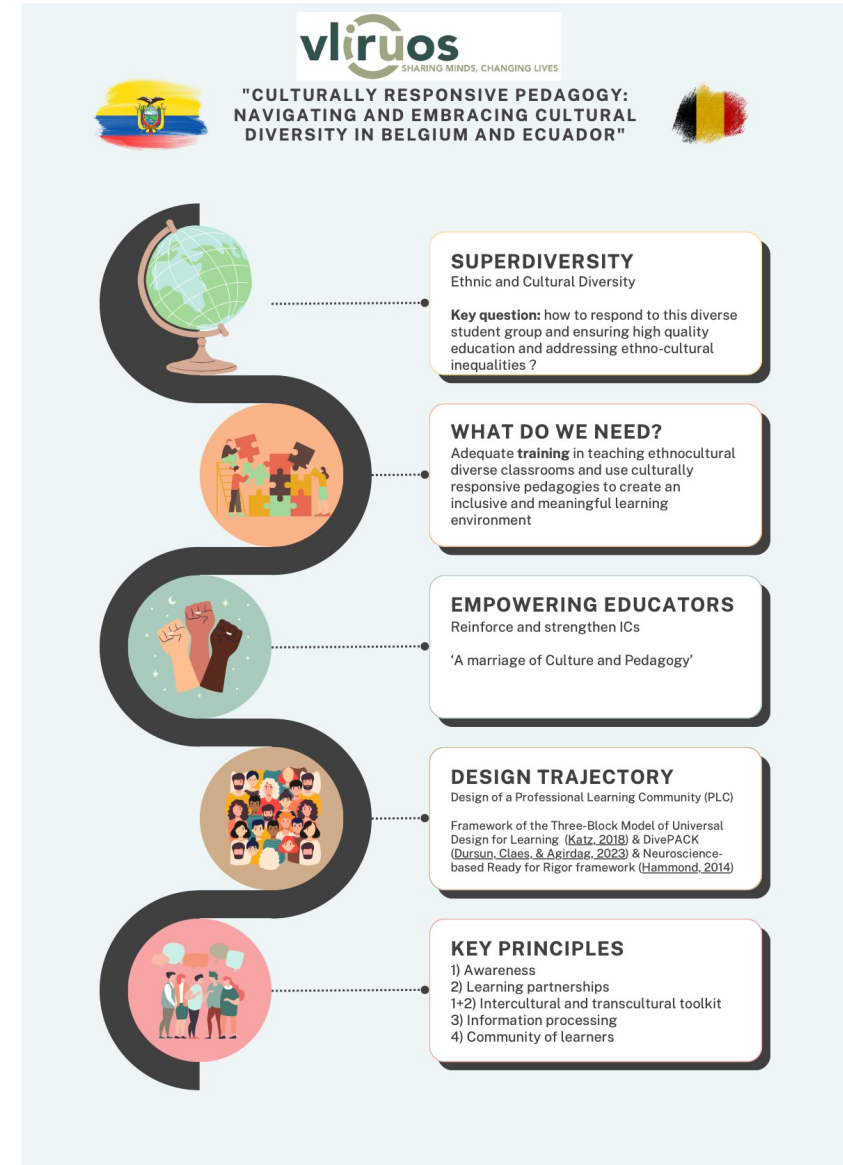 vliruos
SHARING MINDS, CHANGING LIVES
"CULTURALLY RESPONSIVE PEDAGOGY:
NAVIGATING AND EMBRACING CULTURAL
DIVERSITY IN BELGIUM AND ECUADOR"
SUPERDIVERSITY
Ethnic and Cultural Diversity
Key question: how to respond to this diverse
student group and ensuring high quality
education and addressing ethno-cultural
inequalities ?
WHAT DO WE NEED?
Adequate training in teaching ethnocultural
diverse classrooms and use culturally
responsive pedagogies to create an
inclusive and meaningful learning
environment
EMPOWERING EDUCATORS
Reinforce and strengthen ICs
‘A marriage of Culture and Pedagogy’
DESIGN TRAJECTORY
Design of a Professional Learning Community (PLC)
Framework of the Three-Block Model of Universal
Design for Learning (Katz, 2018) & DivePACK
(Dursun, Claes, & Agirdag, 2023) & Neuroscience-
based Ready for Rigor framework (Hammond, 2014)
KEY PRINCIPLES
1) Awareness
2) Learning partnerships
1+2) Intercultural and transcultural toolkit
3) Information processing
4) Community of learners